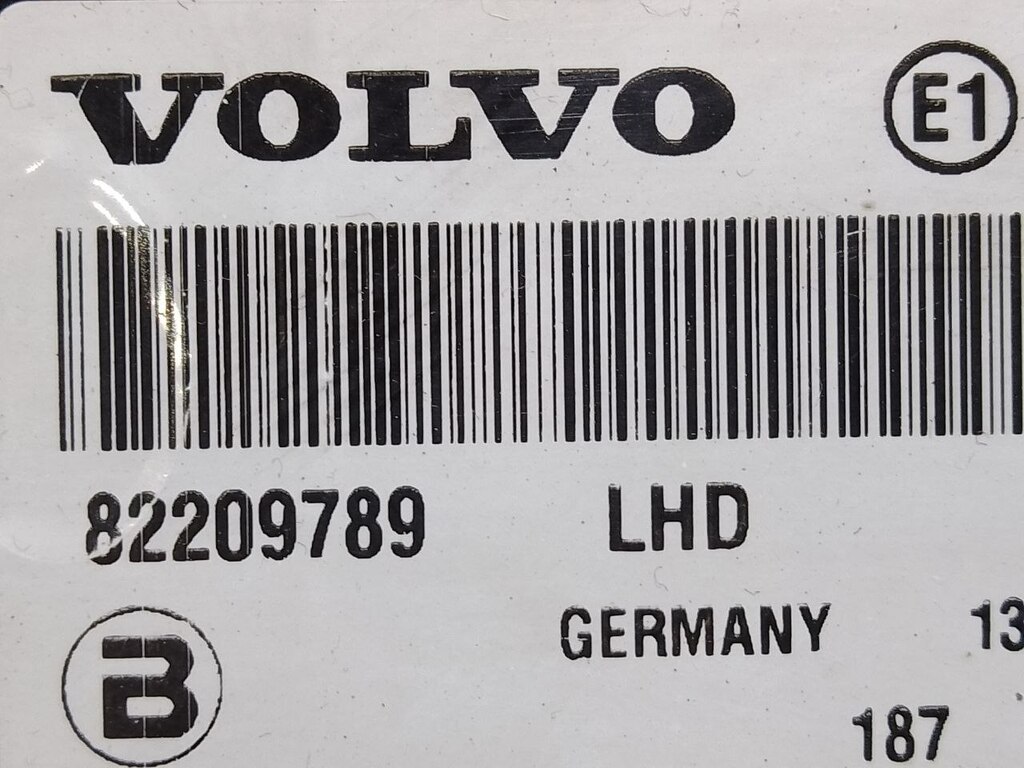 VOLVO E1
82209789 LHD
B
GERMANY 13
187